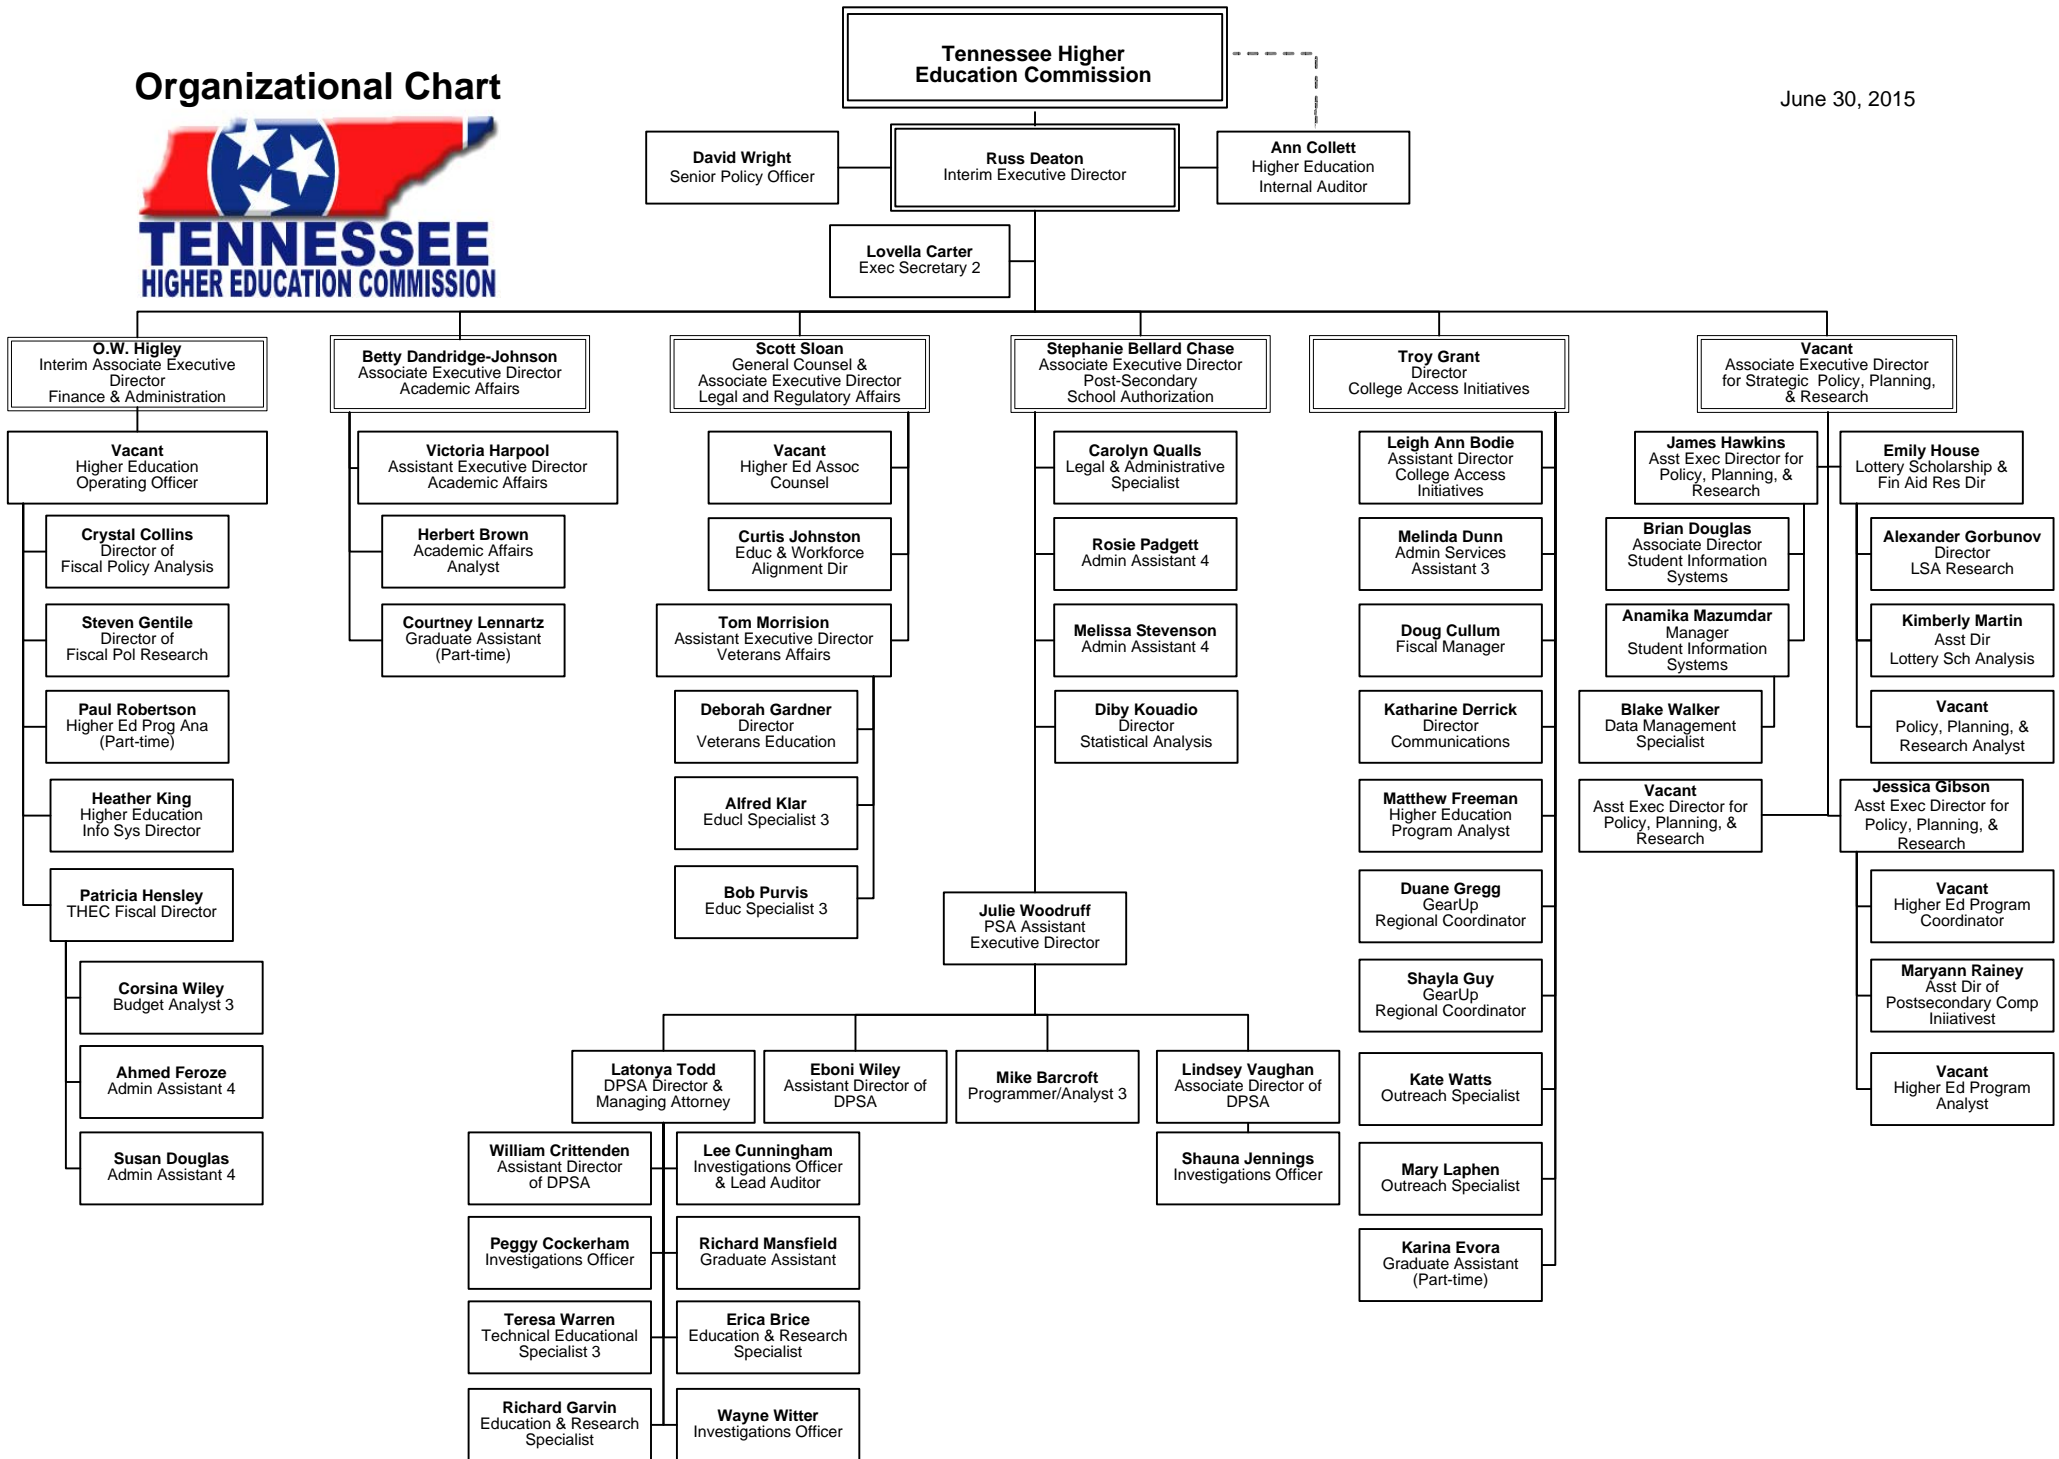 Organizational Chart
TENNESSEE
HIGHER EDUCATION COMMISSION
Tennessee Higher
Education Commission
June 30, 2015
David Wright
Senior Policy Officer
Russ Deaton
Interim Executive Director
Ann Collett
Higher Education
Internal Auditor
Lovella Carter
Exec Secretary 2
O.W. Higley
Interim Associate Executive
Director
Finance & Administration
Vacant
Higher Education
Operating Officer
Crystal Collins
Director of
Fiscal Policy Analysis
Steven Gentile
Director of
Fiscal Pol Research
Paul Robertson
Higher Ed Prog Ana
(Part-time)
Heather King
Higher Education
Info Sys Director
Patricia Hensley
THEC Fiscal Director
Corsina Wiley
Budget Analyst 3
Ahmed Feroze
Admin Assistant 4
Susan Douglas
Admin Assistant 4
Betty Dandridge-Johnson
Associate Executive Director
Academic Affairs
Victoria Harpool
Assistant Executive Director
Academic Affairs
Herbert Brown
Academic Affairs
Analyst
Courtney Lennartz
Graduate Assistant
(Part-time)
Scott Sloan
General Counsel &
Associate Executive Director
Legal and Regulatory Affairs
Vacant
Higher Ed Assoc
Counsel
Curtis Johnston
Educ & Workforce
Alignment Dir
Tom Morrision
Assistant Executive Director
Veterans Affairs
Deborah Gardner
Director
Veterans Education
Alfred Klar
Educl Specialist 3
Bob Purvis
Educ Specialist 3
Stephanie Bellard Chase
Associate Executive Director
Post-Secondary
School Authorization
Carolyn Qualls
Legal & Administrative
Specialist
Rosie Padgett
Admin Assistant 4
Melissa Stevenson
Admin Assistant 4
Diby Kouadio
Director
Statistical Analysis
Julie Woodruff
PSA Assistant
Executive Director
Latonya Todd
DPSA Director &
Managing Attorney
Eboni Wiley
Assistant Director of
DPSA
Mike Barcroft
Programmer/Analyst 3
Lindsey Vaughan
Associate Director of
DPSA
William Crittenden
Assistant Director
of DPSA
Lee Cunningham
Investigations Officer
& Lead Auditor
Shauna Jennings
Investigations Officer
Peggy Cockerham
Investigations Officer
Richard Mansfield
Graduate Assistant
Teresa Warren
Technical Educational
Specialist 3
Erica Brice
Education & Research
Specialist
Richard Garvin
Education & Research
Specialist
Wayne Witter
Investigations Officer
Troy Grant
Director
College Access Initiatives
Leigh Ann Bodie
Assistant Director
College Access
Initiatives
Melinda Dunn
Admin Services
Assistant 3
Doug Cullum
Fiscal Manager
Katharine Derrick
Director
Communications
Matthew Freeman
Higher Education
Program Analyst
Duane Gregg
GearUp
Regional Coordinator
Shayla Guy
GearUp
Regional Coordinator
Kate Watts
Outreach Specialist
Mary Laphen
Outreach Specialist
Karina Evora
Graduate Assistant
(Part-time)
Vacant
Associate Executive Director
for Strategic Policy, Planning,
& Research
James Hawkins
Asst Exec Director for
Policy, Planning, &
Research
Brian Douglas
Associate Director
Student Information
Systems
Anamika Mazumdar
Manager
Student Information
Systems
Blake Walker
Data Management
Specialist
Vacant
Asst Exec Director for
Policy, Planning, &
Research
Emily House
Lottery Scholarship &
Fin Aid Res Dir
Alexander Gorbunov
Director
LSA Research
Kimberly Martin
Asst Dir
Lottery Sch Analysis
Vacant
Policy, Planning, &
Research Analyst
Jessica Gibson
Asst Exec Director for
Policy, Planning, &
Research
Vacant
Higher Ed Program
Coordinator
Maryann Rainey
Asst Dir of
Postsecondary Comp
Iniiativest
Vacant
Higher Ed Program
Analyst